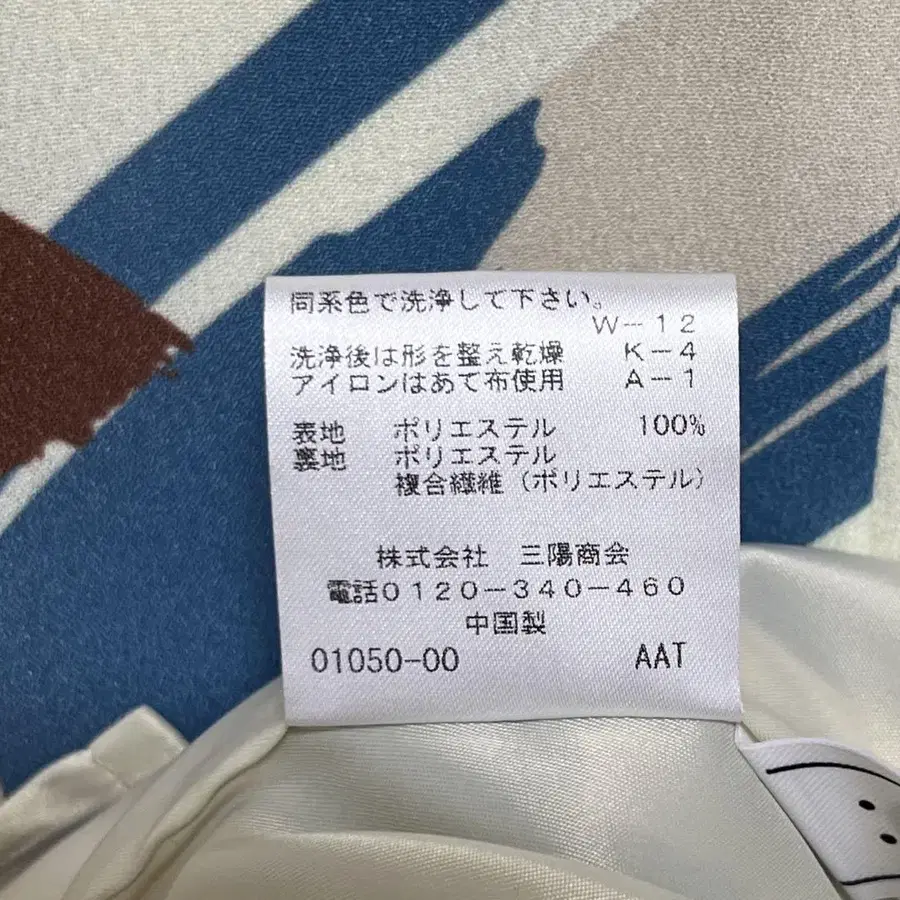 同系色で洗浄して下さい。
W－12
洗浄後は形を整え乾燥 K－4
アイロンはあて布使用 A－1
表地 ポリエステル 100%
裏地 ポリエステル
複合繊維（ポリエステル）
株式会社 三陽商会
電話0120－340－460
中国製
01050-00 AAT